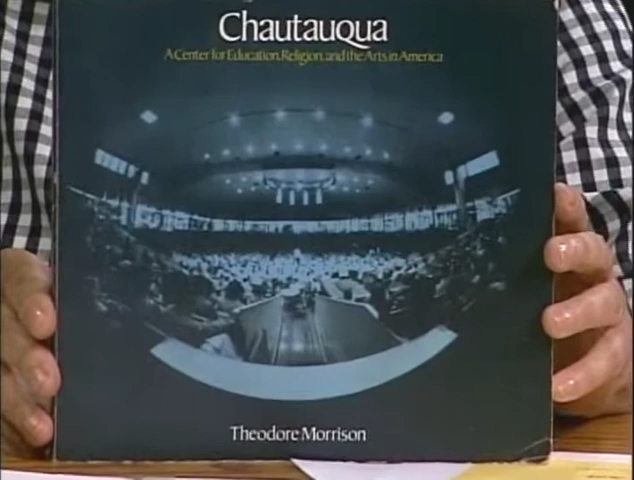 Chautauqua
A Center for Education, Religion, and the Arts in America
Theodore Morrison